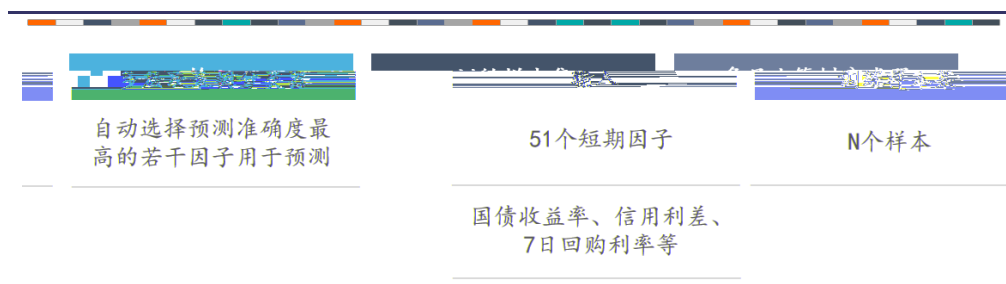 自动选择预测准确度最
高的若干因子用于预测
51个短期因子
N个样本
国债收益率、信用利差、
7日回购利率等